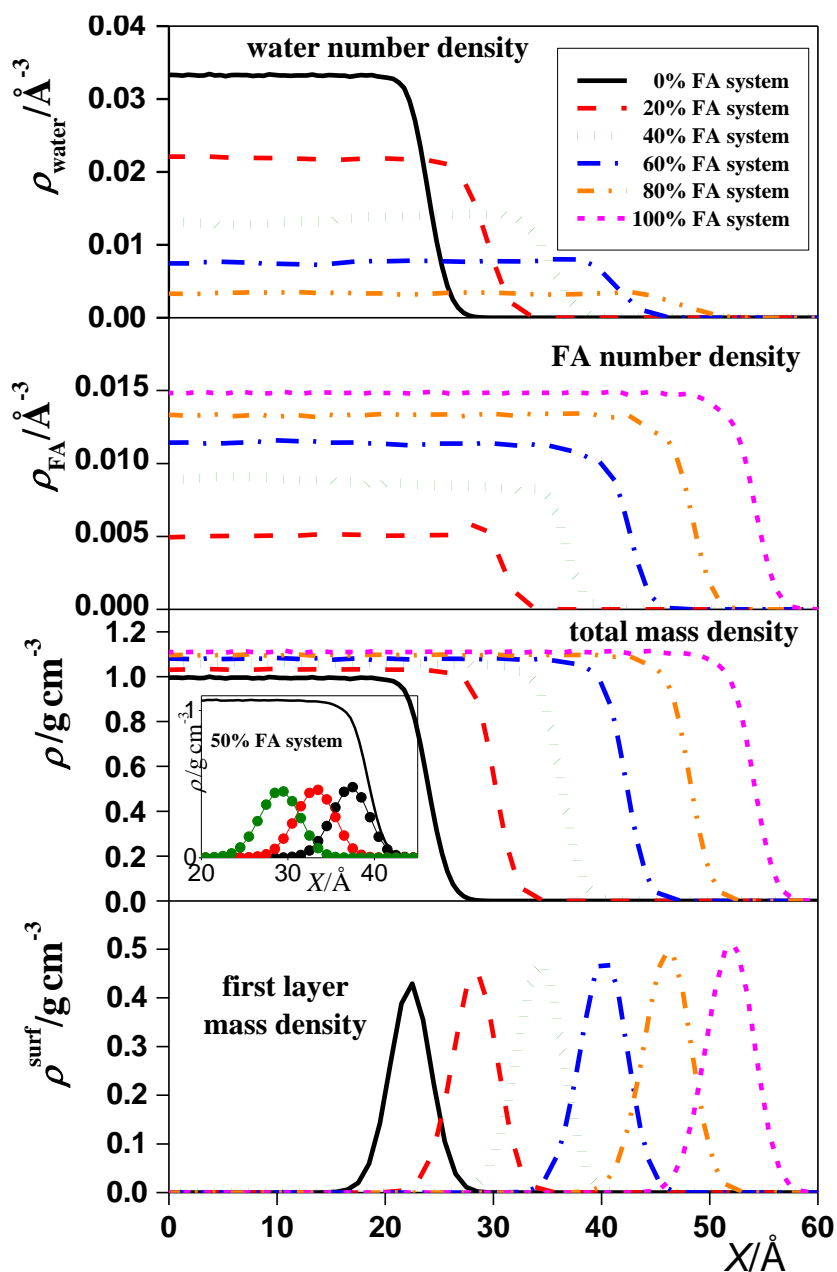 0.04
0.03
0.02
0.01
0.00
ρwater/Å-3
water number density
0% FA system
20% FA system
40% FA system
60% FA system
80% FA system
100% FA system
0.015
0.010
0.005
0.000
ρFA/Å-3
FA number density
1.2
1.0
0.8
0.6
0.4
0.2
0.0
ρ/g cm-3
total mass density
1
0
ρ/g cm-3
50% FA system
20 30 40
X/Å
0.5
0.4
0.3
0.2
0.1
0.0
ρsurf/g cm-3
first layer
mass density
0 10 20 30 40 50 60
X/Å